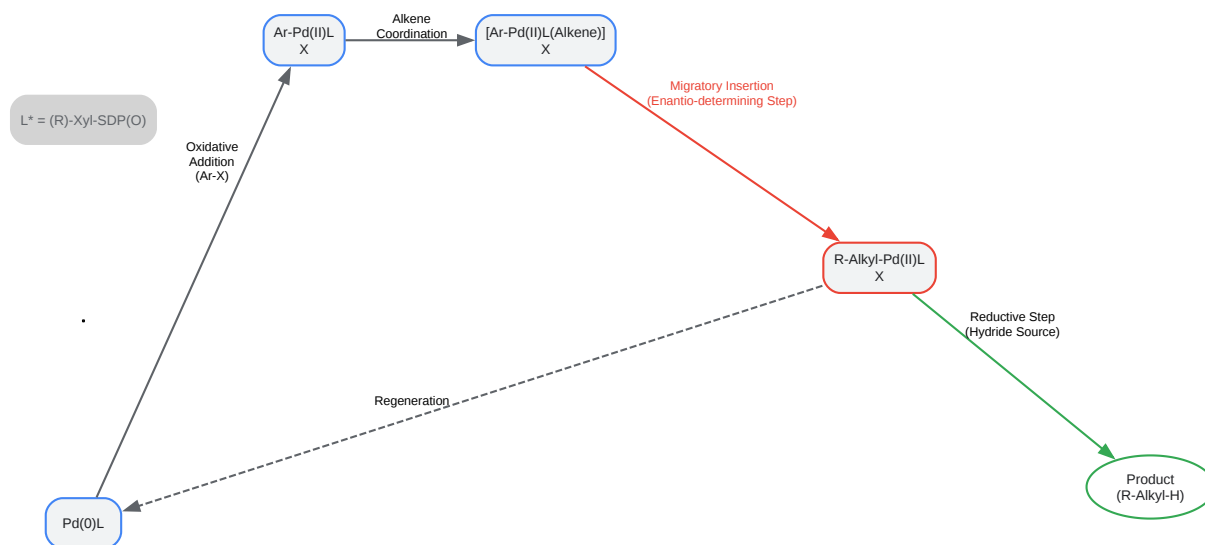 Ar-Pd(II)L
X
Alkene
Coordination
[Ar-Pd(II)L(Alkene)]
X
Migratory Insertion
(Enantio-determining Step)
L* = (R)-Xyl-SDP(O)
Oxidative
Addition
(Ar-X)
R-Alkyl-Pd(II)L
X
Reductive Step
(Hydride Source)
Regeneration
Product
(R-Alkyl-H)
Pd(0)L